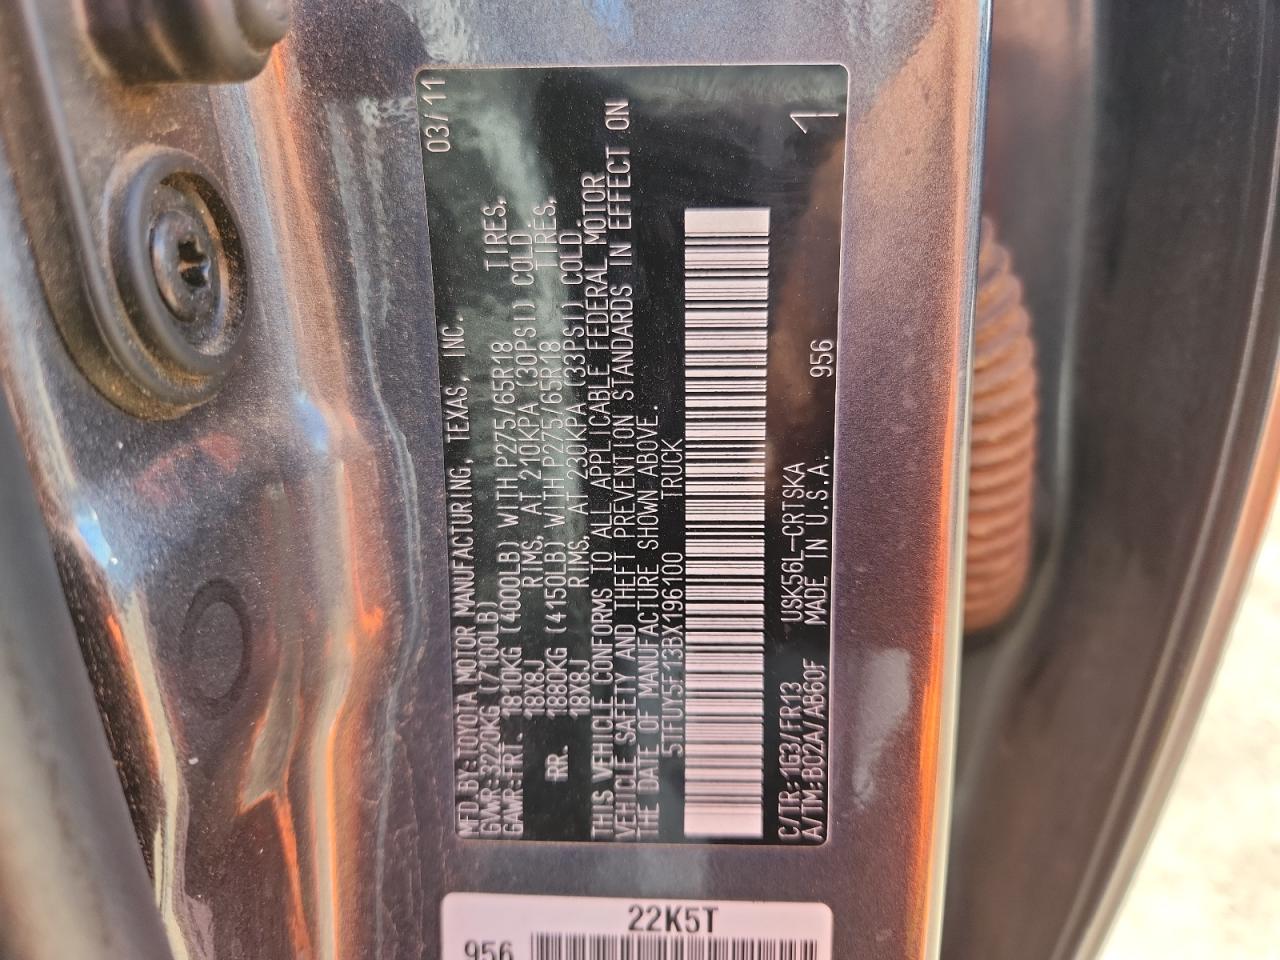 MFD.BY:TOYOTA MOTOR MANUFACTURING, TEXAS, INC. 03/11
GVWR:3220KG (7100LB)
GAWR:FRT. 1810KG (4000LB) WITH P275/65R18 TIRES,
18X8J RIMS, AT 210KPA (30PSI) COLD.
RR. 1880KG (4150LB) WITH P275/65R18 TIRES,
18X8J RIMS, AT 230KPA (33PSI) COLD.
THIS VEHICLE CONFORMS TO ALL APPLICABLE FEDERAL MOTOR
VEHICLE SAFETY AND THEFT PREVENTION STANDARDS IN EFFECT ON
THE DATE OF MANUFACTURE SHOWN ABOVE.
5TFUY5F13BX196100 TRUCK
C/TR:1G3/FR13 USK56L-CRTSKA 1
A/TM:B02A/AB60F MADE IN U.S.A. 956
22K5T
956